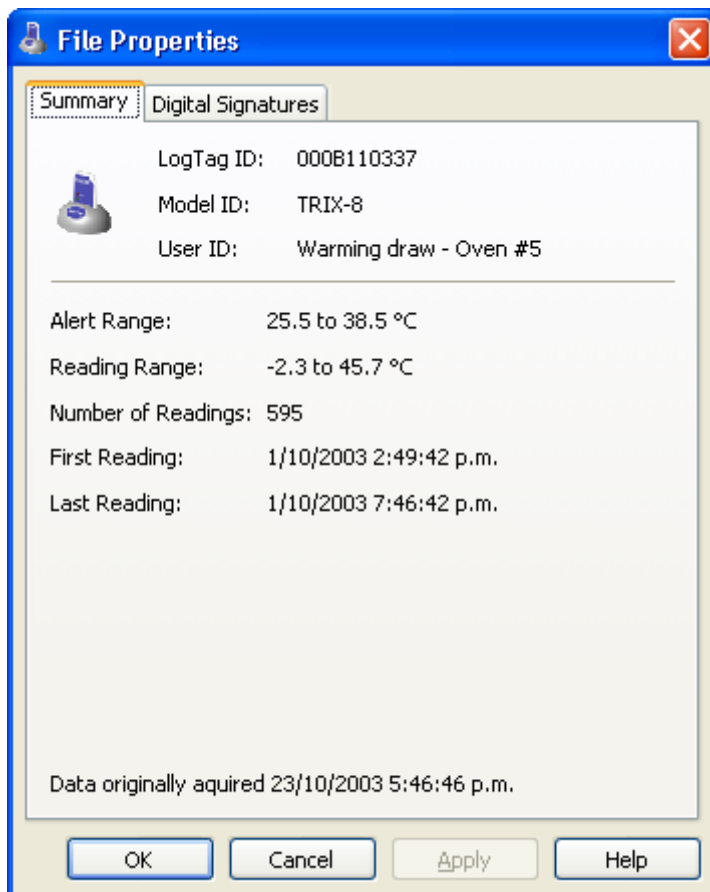 File Properties
Summary Digital Signatures
LogTag ID: 000B110337
Model ID: TRIX-8
User ID: Warming draw - Oven #5
Alert Range: 25.5 to 38.5 °C
Reading Range: -2.3 to 45.7 °C
Number of Readings: 595
First Reading: 1/10/2003 2:49:42 p.m.
Last Reading: 1/10/2003 7:46:42 p.m.
Data originally aquired 23/10/2003 5:46:46 p.m.
OK Cancel Apply Help